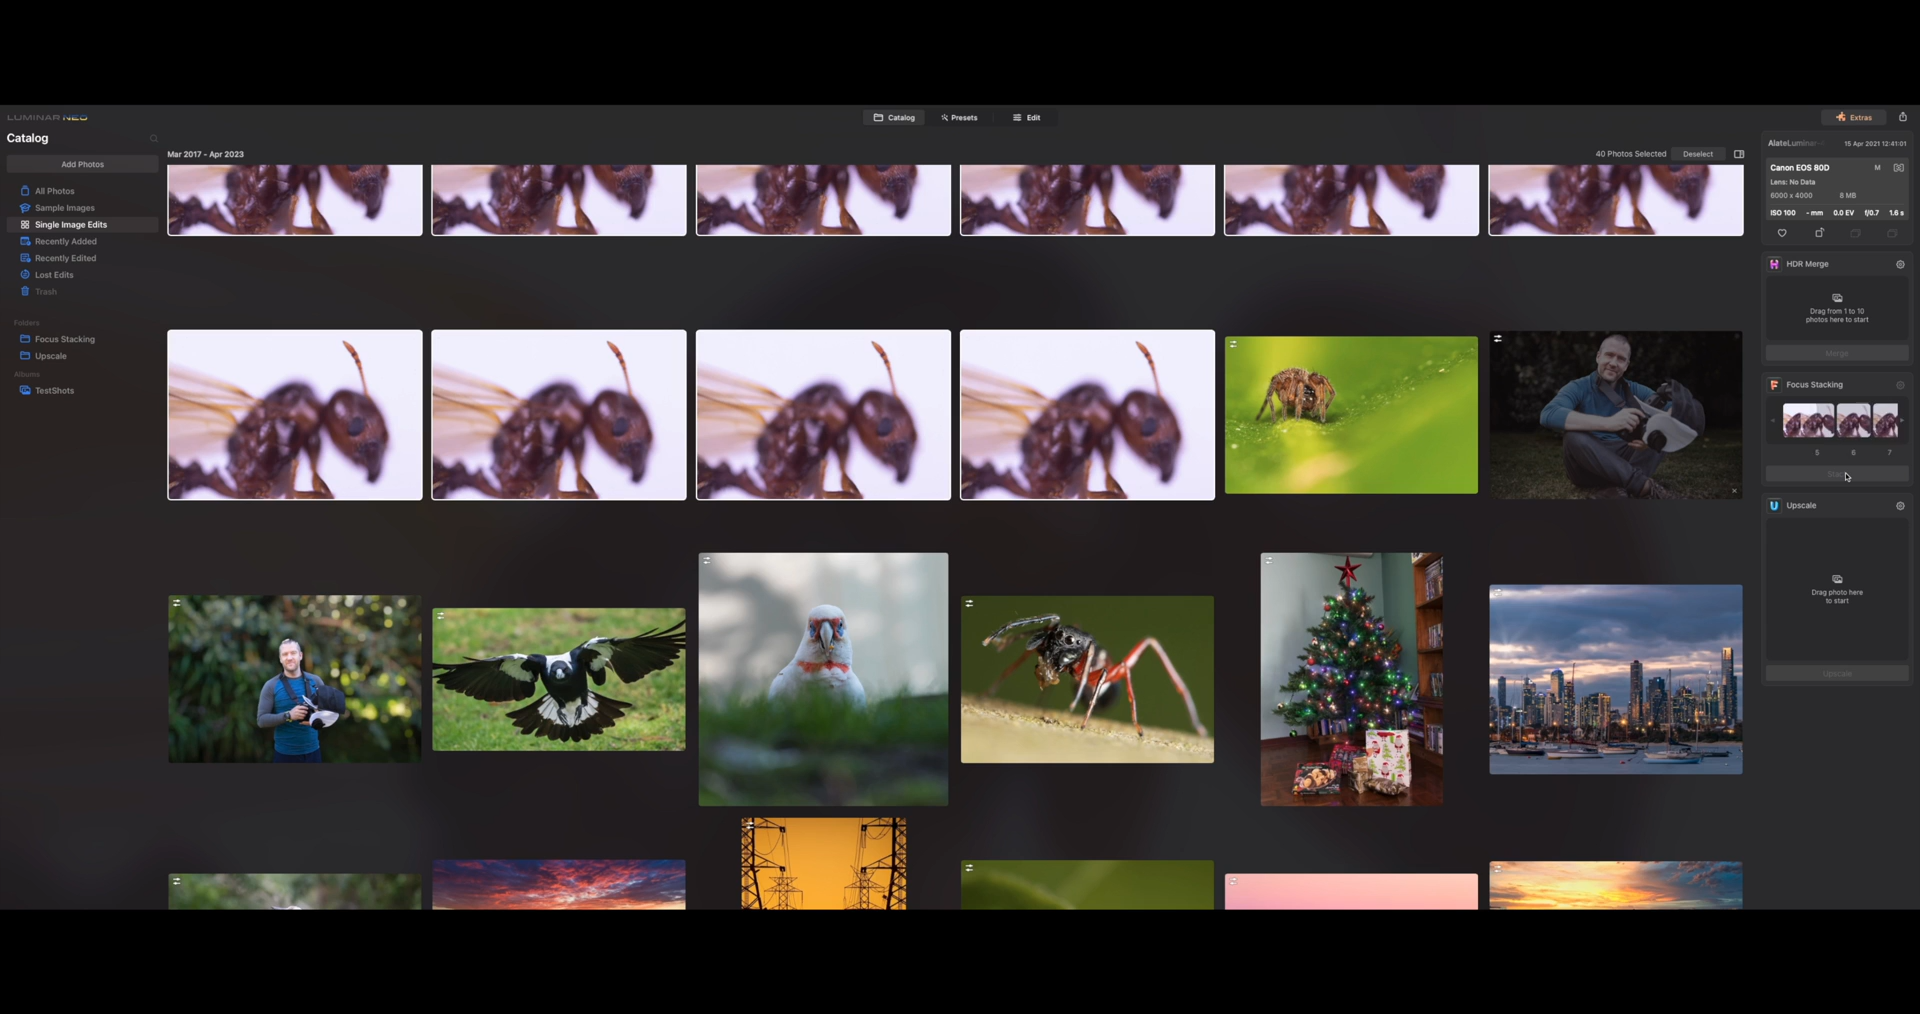 LUMINAR NEO
Catalog
Presets
Edit
Extras
Catalog
Add Photos
All Photos
Sample Images
Single Image Edits
Recently Added
Recently Edited
Lost Edits
Trash
Folders
Focus Stacking
Upscale
Albums
TestShots
Mar 2017 - Apr 2023
40 Photos Selected
Deselect
AlateLuminar-
15 Apr 2021 12:41:01
Canon EOS 80D
M
Lens: No Data
6000 x 4000
8 MB
ISO 100
- mm
0.0 EV
f/0.7
1.6 s
HDR Merge
Drag from 1 to 10
photos here to start
Merge
Focus Stacking
5
6
7
Upscale
Drag photo here
to start
Upscale